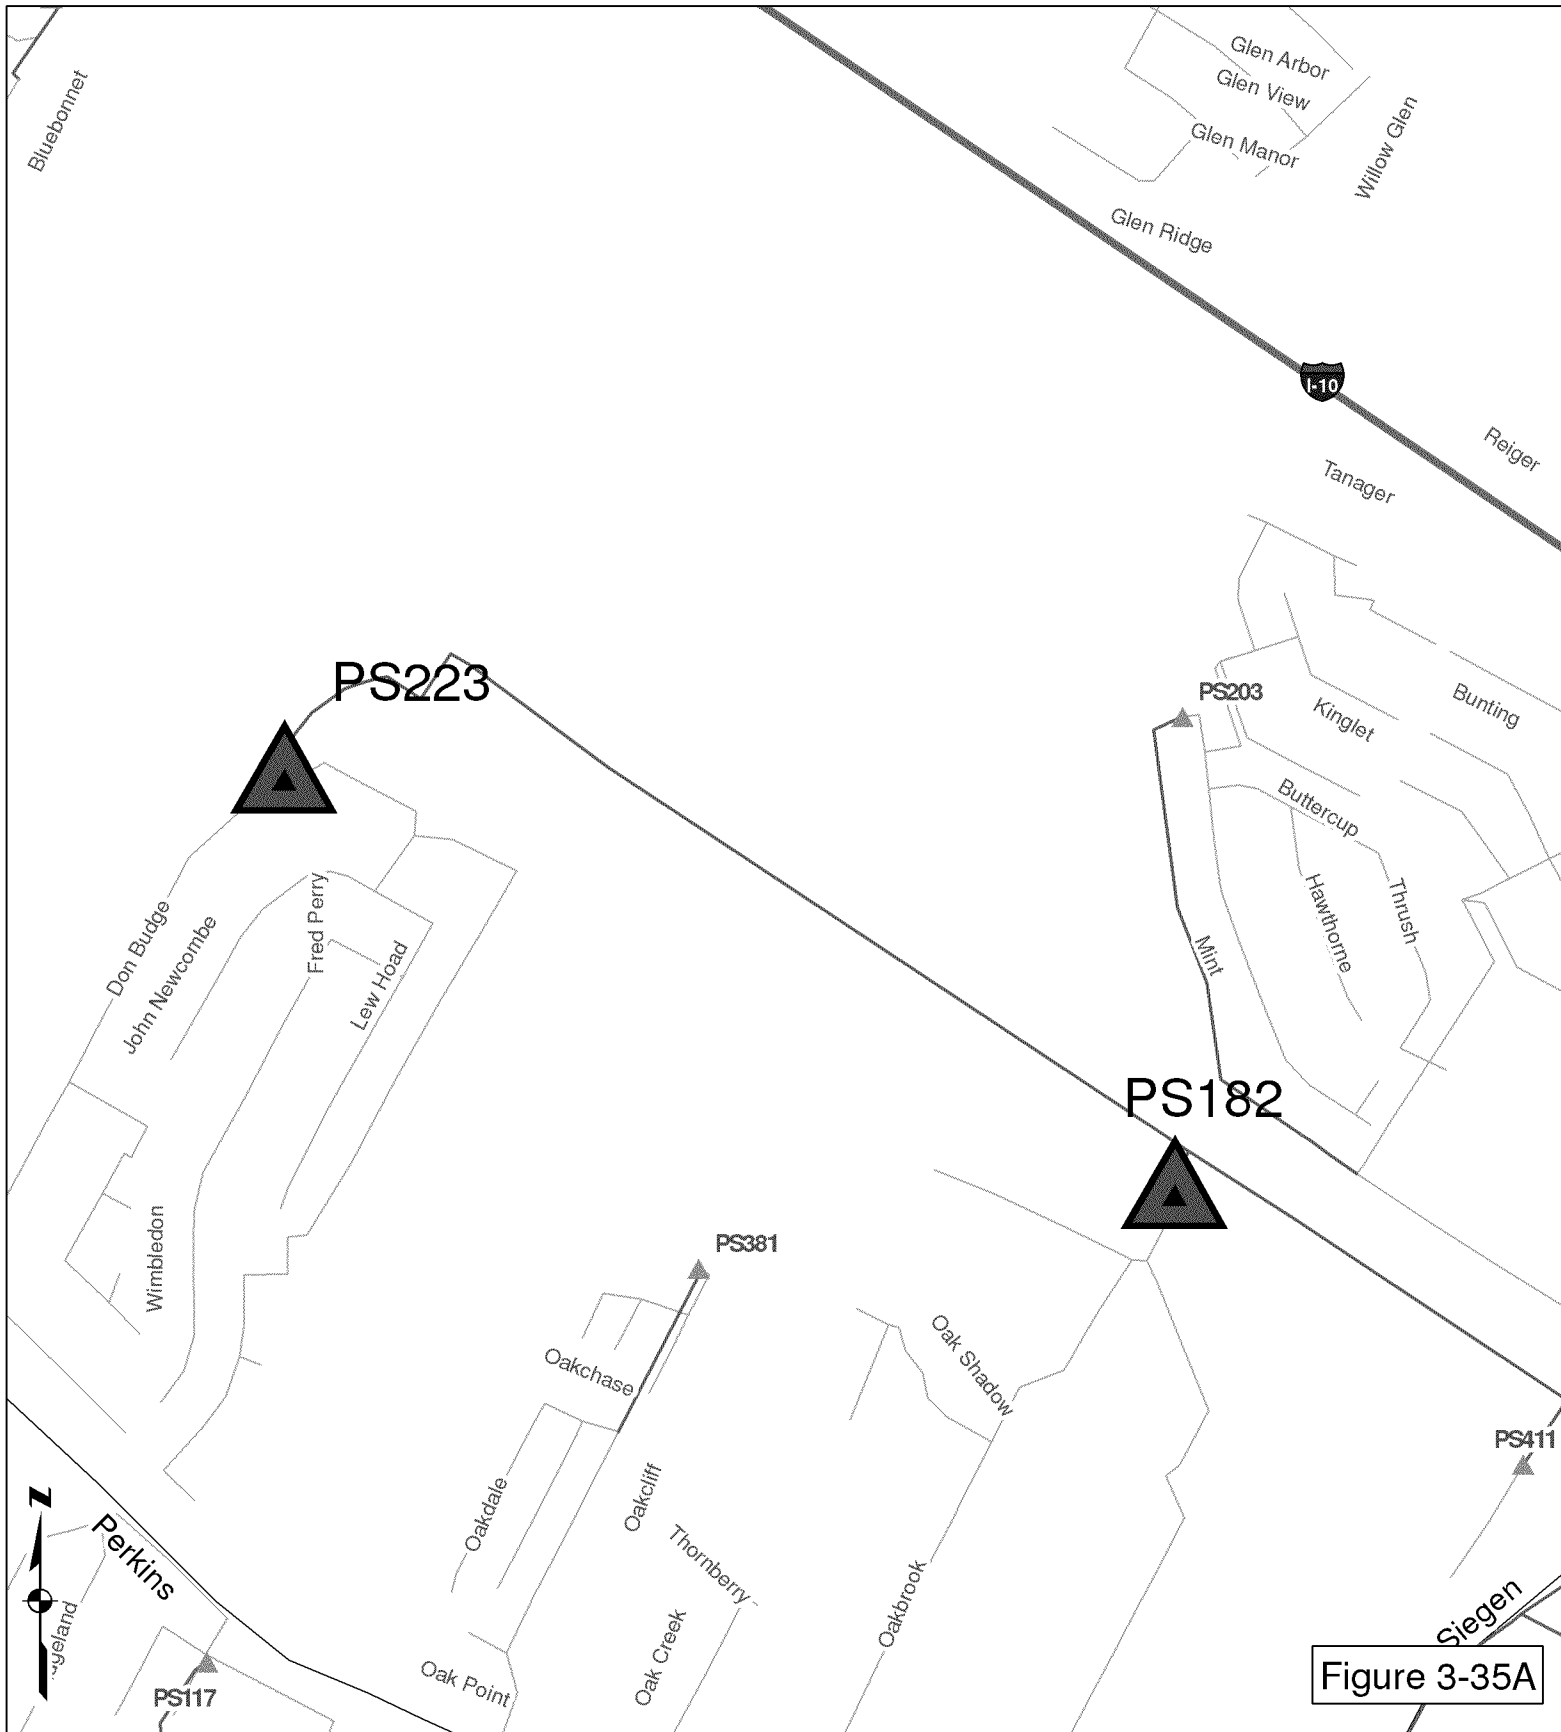 Glen Arbor
Bluebonnet
Glen View
Willow Glen
Glen Manor
Glen Ridge
I-10
Reiger
Tanager
PS223
PS203
Bunting
Kinglet
Buttercup
Hawthorne
Thrush
Fred Perry
Don Budge
John Newcombe
Lew Hoad
Mint
PS182
Wimbledon
PS381
Oak Shadow
Oakchase
PS411
Oakdale
Oakcliff
Perkins
Thornberry
Oakbrook
Siegen
Oak Creek
Oak Point
PS117
Figure 3-35A